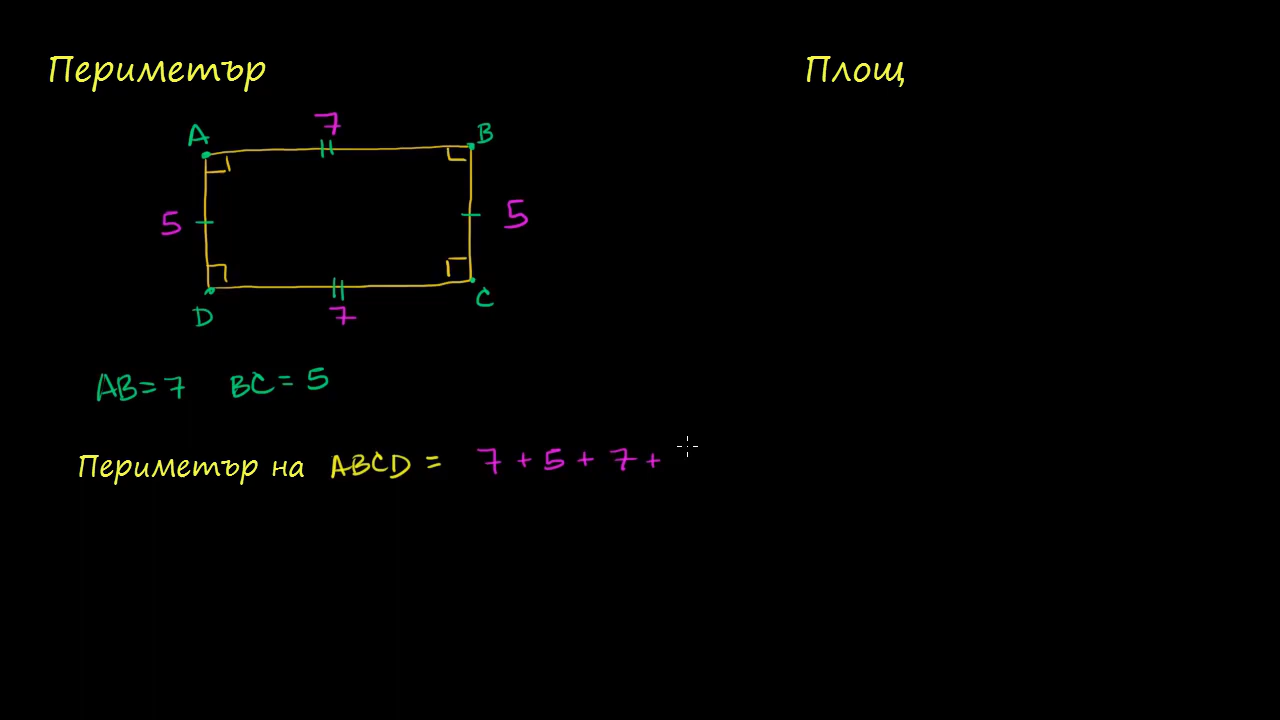 Периметър
Площ
7
A
B
5
5
D
7
C
AB=7 BC=5
Периметър на ABCD = 7+5+7+